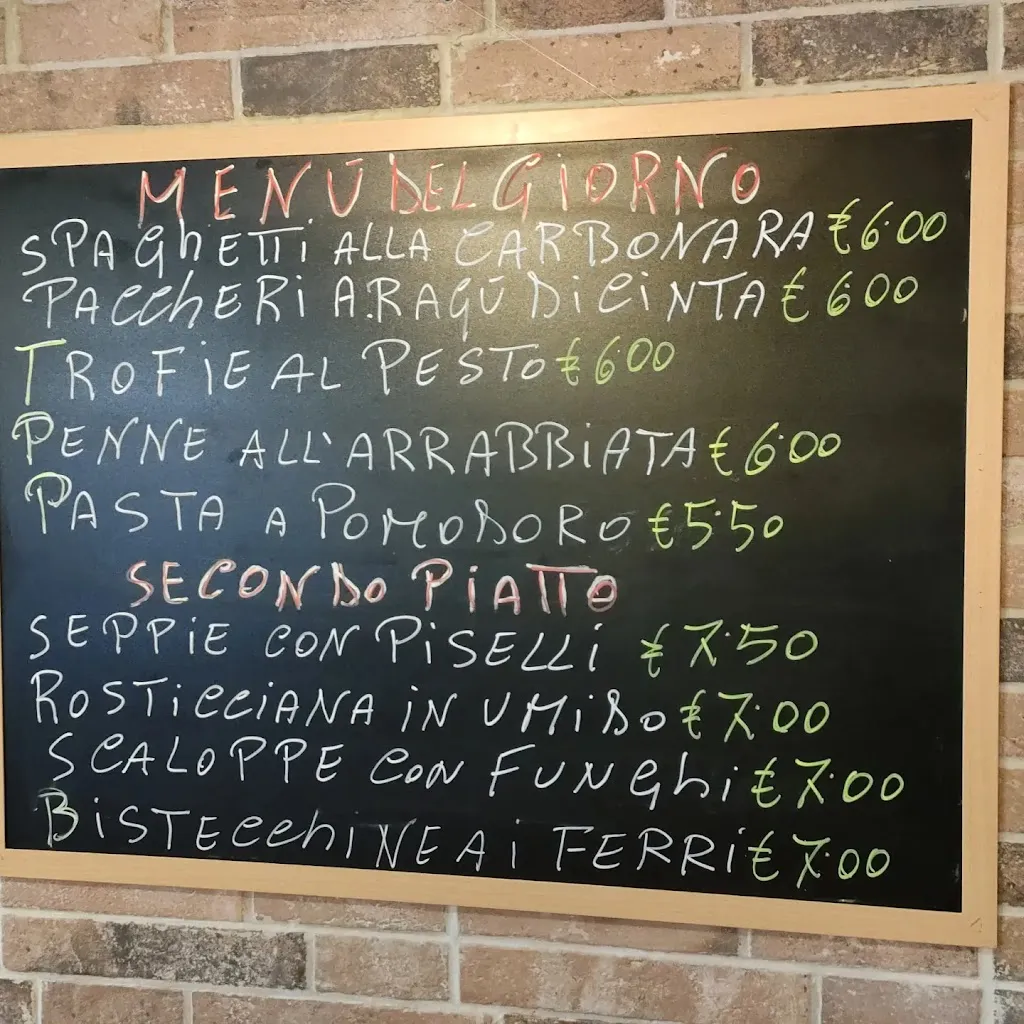 MENÚ DEL GIORNO
SPAGhETTi ALLA CARBONARA € 6.00
PACCHERI A RAGÚ Di CiNTA € 6.00
TROFiE AL PESTO € 6.00
PENNE ALL'ARRABBiATA € 6.00
PASTA A POMODORO € 5.50
SECONDO PiATTO
SEPPIE CON PiSELLi € 7.50
ROSTiCCiANA iN UMiDO € 7.00
SCALOPPE CON FUNGhi € 7.00
BiSTECChiNE Ai FERRi € 7.00